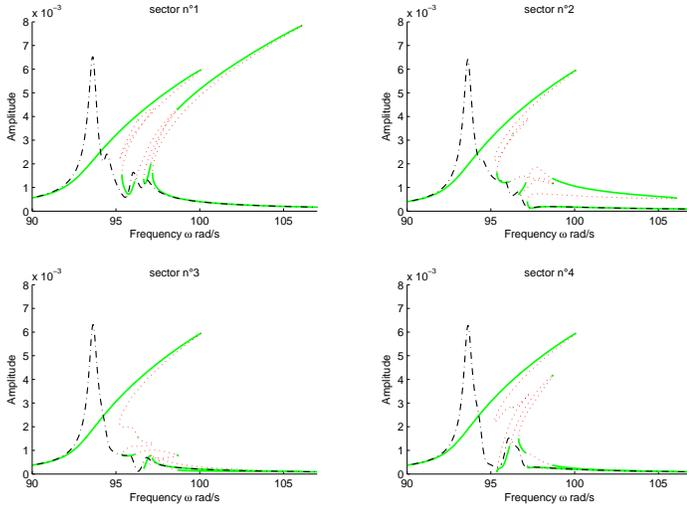 sector n°1
x 10⁻³
8
7
6
5
4
3
2
1
0
Amplitude
90 95 100 105
Frequency ω rad/s
sector n°2
x 10⁻³
8
7
6
5
4
3
2
1
0
Amplitude
90 95 100 105
Frequency ω rad/s
sector n°3
x 10⁻³
8
7
6
5
4
3
2
1
0
Amplitude
90 95 100 105
Frequency ω rad/s
sector n°4
x 10⁻³
8
7
6
5
4
3
2
1
0
Amplitude
90 95 100 105
Frequency ω rad/s